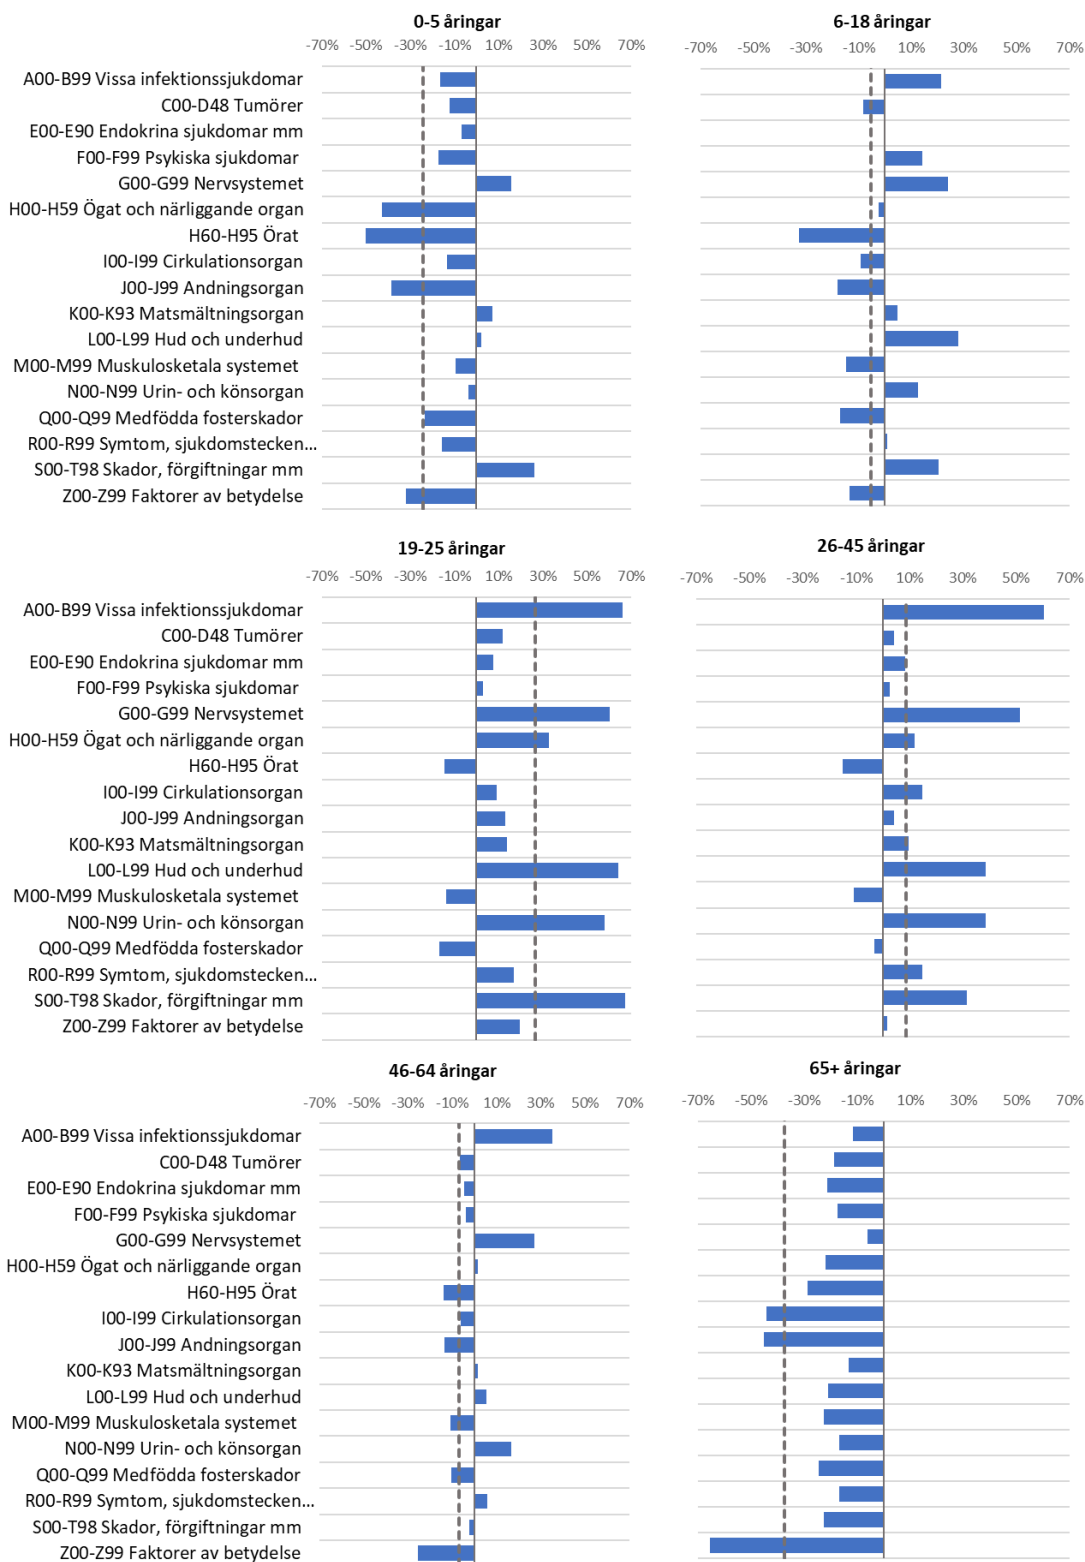 0-5 åringar
-70% -50% -30% -10% 10% 30% 50% 70%
A00-B99 Vissa infektionssjukdomar
C00-D48 Tumörer
E00-E90 Endokrina sjukdomar mm
F00-F99 Psykiska sjukdomar
G00-G99 Nervsystemet
H00-H59 Ögat och närliggande organ
H60-H95 Örat
I00-I99 Cirkulationsorgan
J00-J99 Andningsorgan
K00-K93 Matsmältningsorgan
L00-L99 Hud och underhud
M00-M99 Muskulosketala systemet
N00-N99 Urin- och könsorgan
Q00-Q99 Medfödda fosterskador
R00-R99 Symtom, sjukdomstecken...
S00-T98 Skador, förgiftningar mm
Z00-Z99 Faktorer av betydelse
6-18 åringar
-70% -50% -30% -10% 10% 30% 50% 70%
19-25 åringar
-70% -50% -30% -10% 10% 30% 50% 70%
A00-B99 Vissa infektionssjukdomar
C00-D48 Tumörer
E00-E90 Endokrina sjukdomar mm
F00-F99 Psykiska sjukdomar
G00-G99 Nervsystemet
H00-H59 Ögat och närliggande organ
H60-H95 Örat
I00-I99 Cirkulationsorgan
J00-J99 Andningsorgan
K00-K93 Matsmältningsorgan
L00-L99 Hud och underhud
M00-M99 Muskulosketala systemet
N00-N99 Urin- och könsorgan
Q00-Q99 Medfödda fosterskador
R00-R99 Symtom, sjukdomstecken...
S00-T98 Skador, förgiftningar mm
Z00-Z99 Faktorer av betydelse
26-45 åringar
-70% -50% -30% -10% 10% 30% 50% 70%
46-64 åringar
-70% -50% -30% -10% 10% 30% 50% 70%
A00-B99 Vissa infektionssjukdomar
C00-D48 Tumörer
E00-E90 Endokrina sjukdomar mm
F00-F99 Psykiska sjukdomar
G00-G99 Nervsystemet
H00-H59 Ögat och närliggande organ
H60-H95 Örat
I00-I99 Cirkulationsorgan
J00-J99 Andningsorgan
K00-K93 Matsmältningsorgan
L00-L99 Hud och underhud
M00-M99 Muskulosketala systemet
N00-N99 Urin- och könsorgan
Q00-Q99 Medfödda fosterskador
R00-R99 Symtom, sjukdomstecken...
S00-T98 Skador, förgiftningar mm
Z00-Z99 Faktorer av betydelse
65+ åringar
-70% -50% -30% -10% 10% 30% 50% 70%